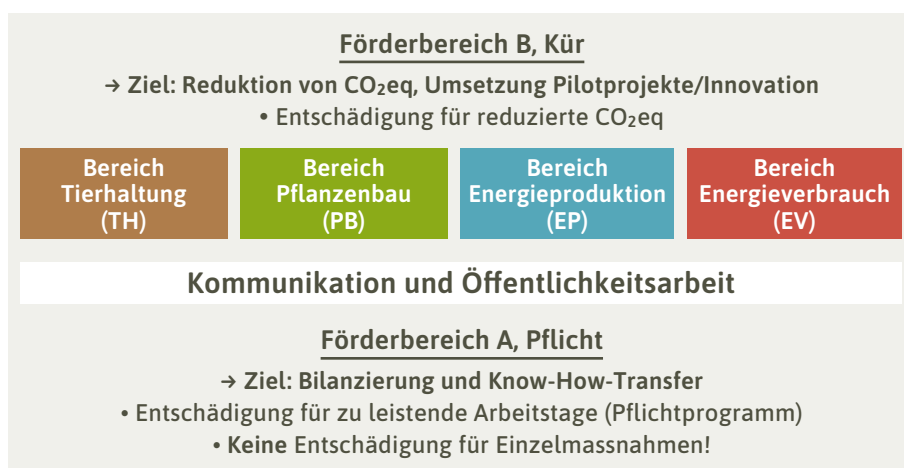 Förderbereich B, Kür
→ Ziel: Reduktion von CO₂eq, Umsetzung Pilotprojekte/Innovation
• Entschädigung für reduzierte CO₂eq
Bereich
Tierhaltung
(TH)
Bereich
Pflanzenbau
(PB)
Bereich
Energieproduktion
(EP)
Bereich
Energieverbrauch
(EV)
Kommunikation und Öffentlichkeitsarbeit
Förderbereich A, Pflicht
→ Ziel: Bilanzierung und Know-How-Transfer
• Entschädigung für zu leistende Arbeitstage (Pflichtprogramm)
• Keine Entschädigung für Einzelmassnahmen!